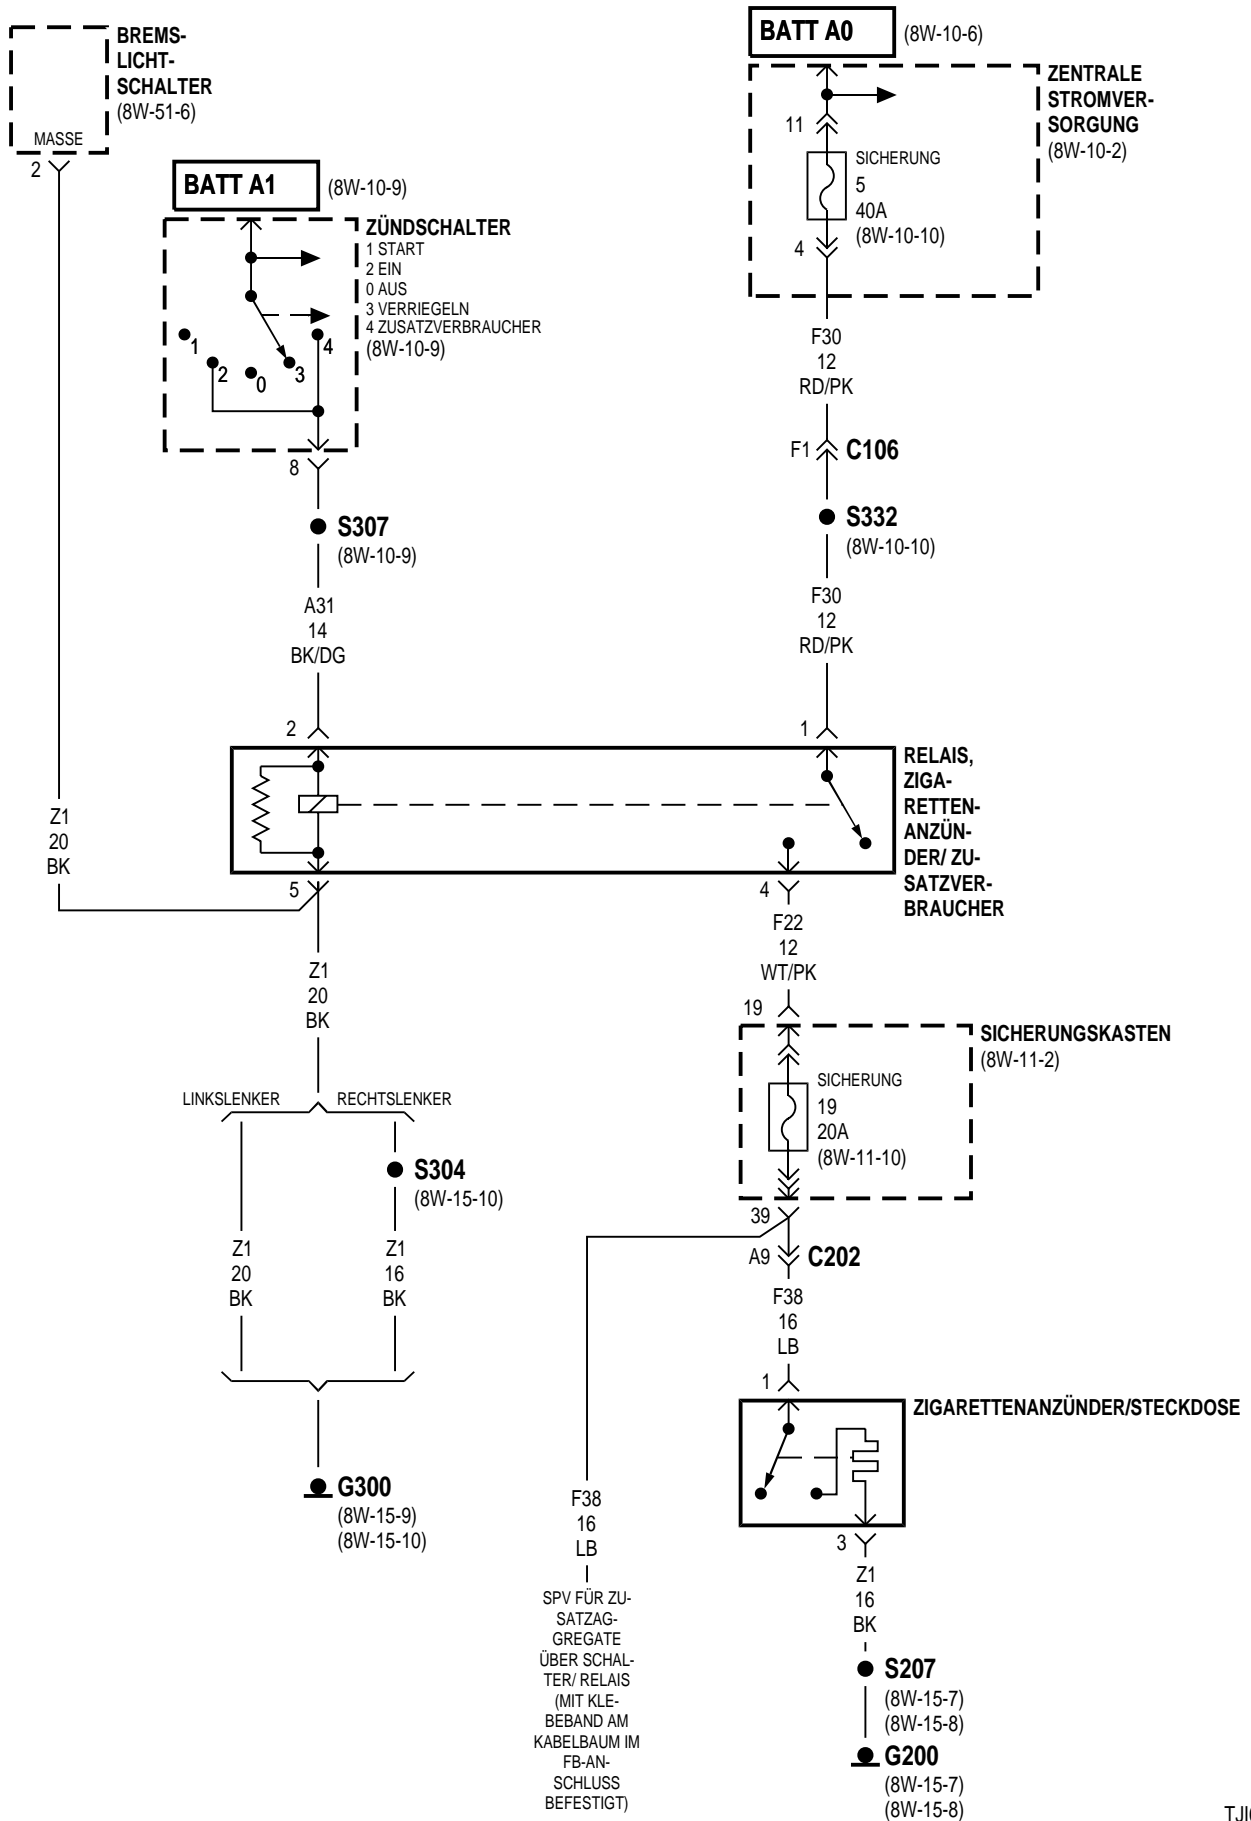 BREMS-
LICHT-
SCHALTER
(8W-51-6)
MASSE
2
BATT A0
(8W-10-6)
ZENTRALE
STROMVER-
SORGUNG
(8W-10-2)
11
SICHERUNG
5
40A
(8W-10-10)
4
BATT A1
(8W-10-9)
ZÜNDSCHALTER
1 START
2 EIN
0 AUS
3 VERRIEGELN
4 ZUSATZVERBRAUCHER
(8W-10-9)
1
2
0
3
4
8
S307
(8W-10-9)
A31
14
BK/DG
2
F30
12
RD/PK
F1
C106
S332
(8W-10-10)
F30
12
RD/PK
1
RELAIS,
ZIGA-
RETTEN-
ANZÜN-
DER/ ZU-
SATZVER-
BRAUCHER
Z1
20
BK
5
4
Z1
20
BK
F22
12
WT/PK
19
SICHERUNGSKASTEN
(8W-11-2)
SICHERUNG
19
20A
(8W-11-10)
39
A9
C202
LINKSLENKER
RECHTSLENKER
S304
(8W-15-10)
Z1
20
BK
Z1
16
BK
G300
(8W-15-9)
(8W-15-10)
F38
16
LB
1
ZIGARETTENANZÜNDER/STECKDOSE
3
Z1
16
BK
S207
(8W-15-7)
(8W-15-8)
G200
(8W-15-7)
(8W-15-8)
F38
16
LB
SPV FÜR ZU-
SATZAG-
GREGATE
ÜBER SCHAL-
TER/ RELAIS
(MIT KLE-
BEBAND AM
KABELBAUM IM
FB-AN-
SCHLUSS
BEFESTIGT)